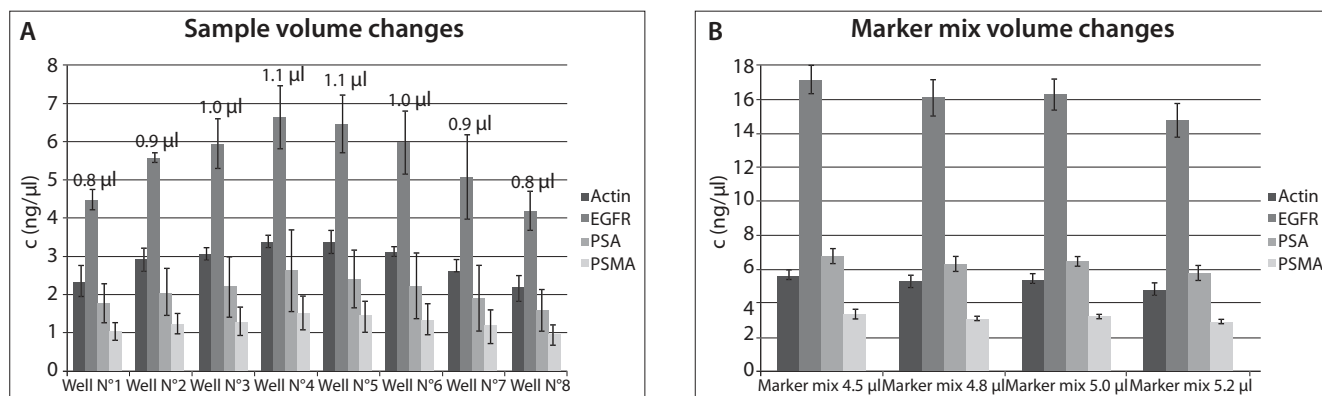 A
Sample volume changes
c (ng/µl)
8
7
6
5
4
3
2
1
0
0.8 µl
0.9 µl
1.0 µl
1.1 µl
1.1 µl
1.0 µl
0.9 µl
0.8 µl
Actin
EGFR
PSA
PSMA
Well N°1 Well N°2 Well N°3 Well N°4 Well N°5 Well N°6 Well N°7 Well N°8
B
Marker mix volume changes
c (ng/µl)
18
16
14
12
10
8
6
4
2
0
Actin
EGFR
PSA
PSMA
Marker mix 4.5 µl Marker mix 4.8 µl Marker mix 5.0 µl Marker mix 5.2 µl